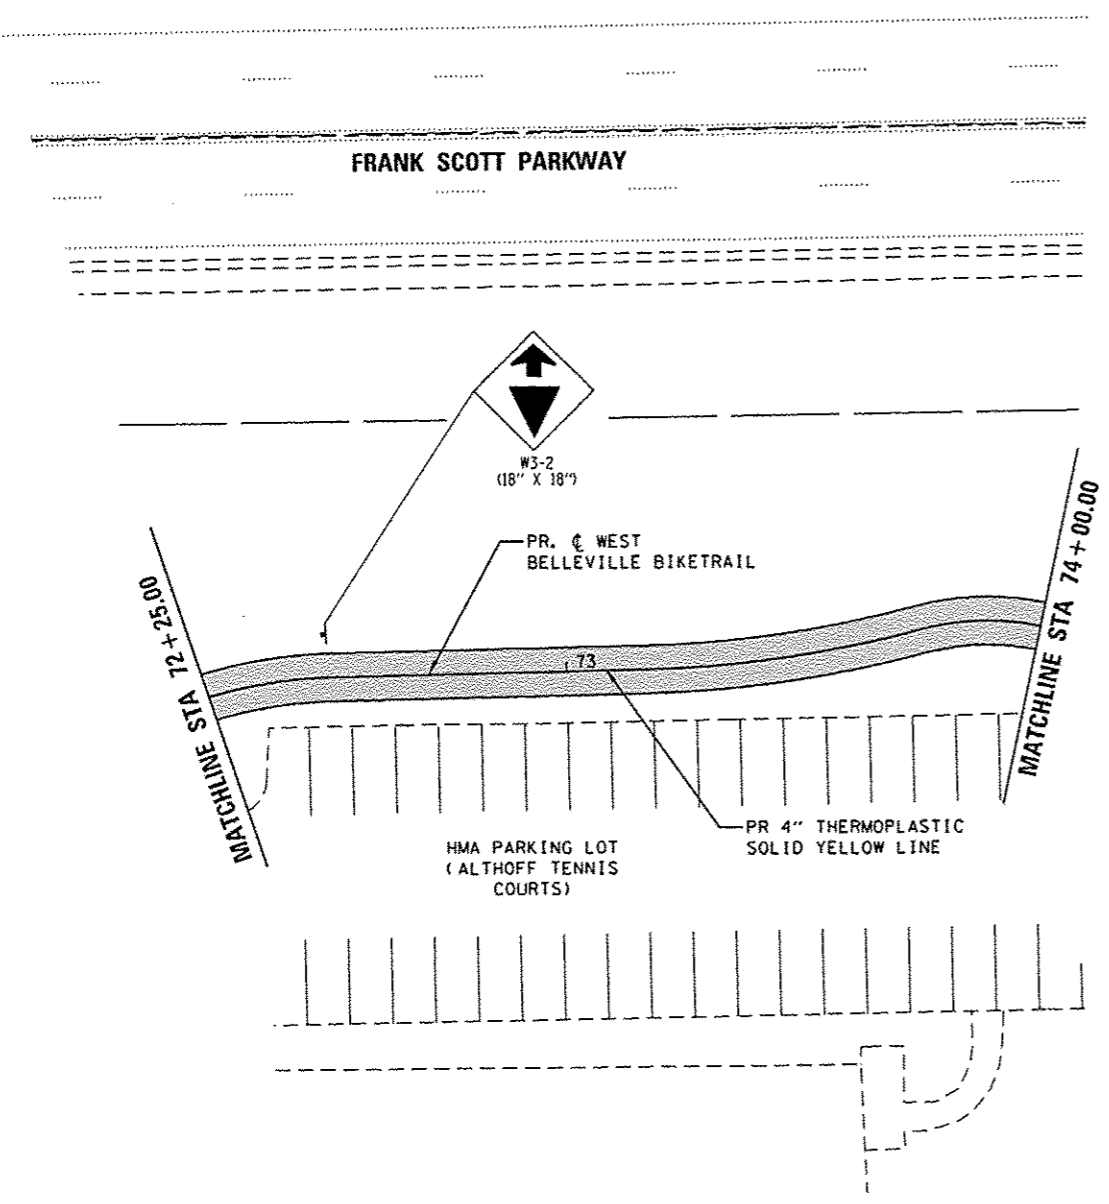 FRANK SCOTT PARKWAY
W3-2
(18" X 18")
PR. ℄ WEST
BELLEVILLE BIKETRAIL
MATCHLINE STA 72+25.00
73
MATCHLINE STA 74+00.00
PR 4" THERMOPLASTIC
SOLID YELLOW LINE
HMA PARKING LOT
(ALTHOFF TENNIS
COURTS)